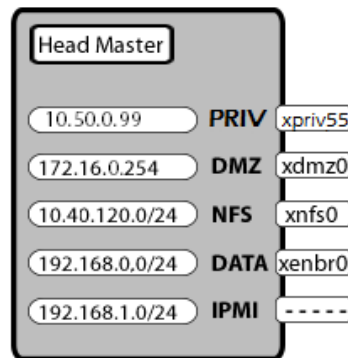 Head Master
10.50.0.99 PRIV xpriv55
172.16.0.254 DMZ xdmz0
10.40.120.0/24 NFS xnfs0
192.168.0.0/24 DATA xenbr0
192.168.1.0/24 IPMI -----